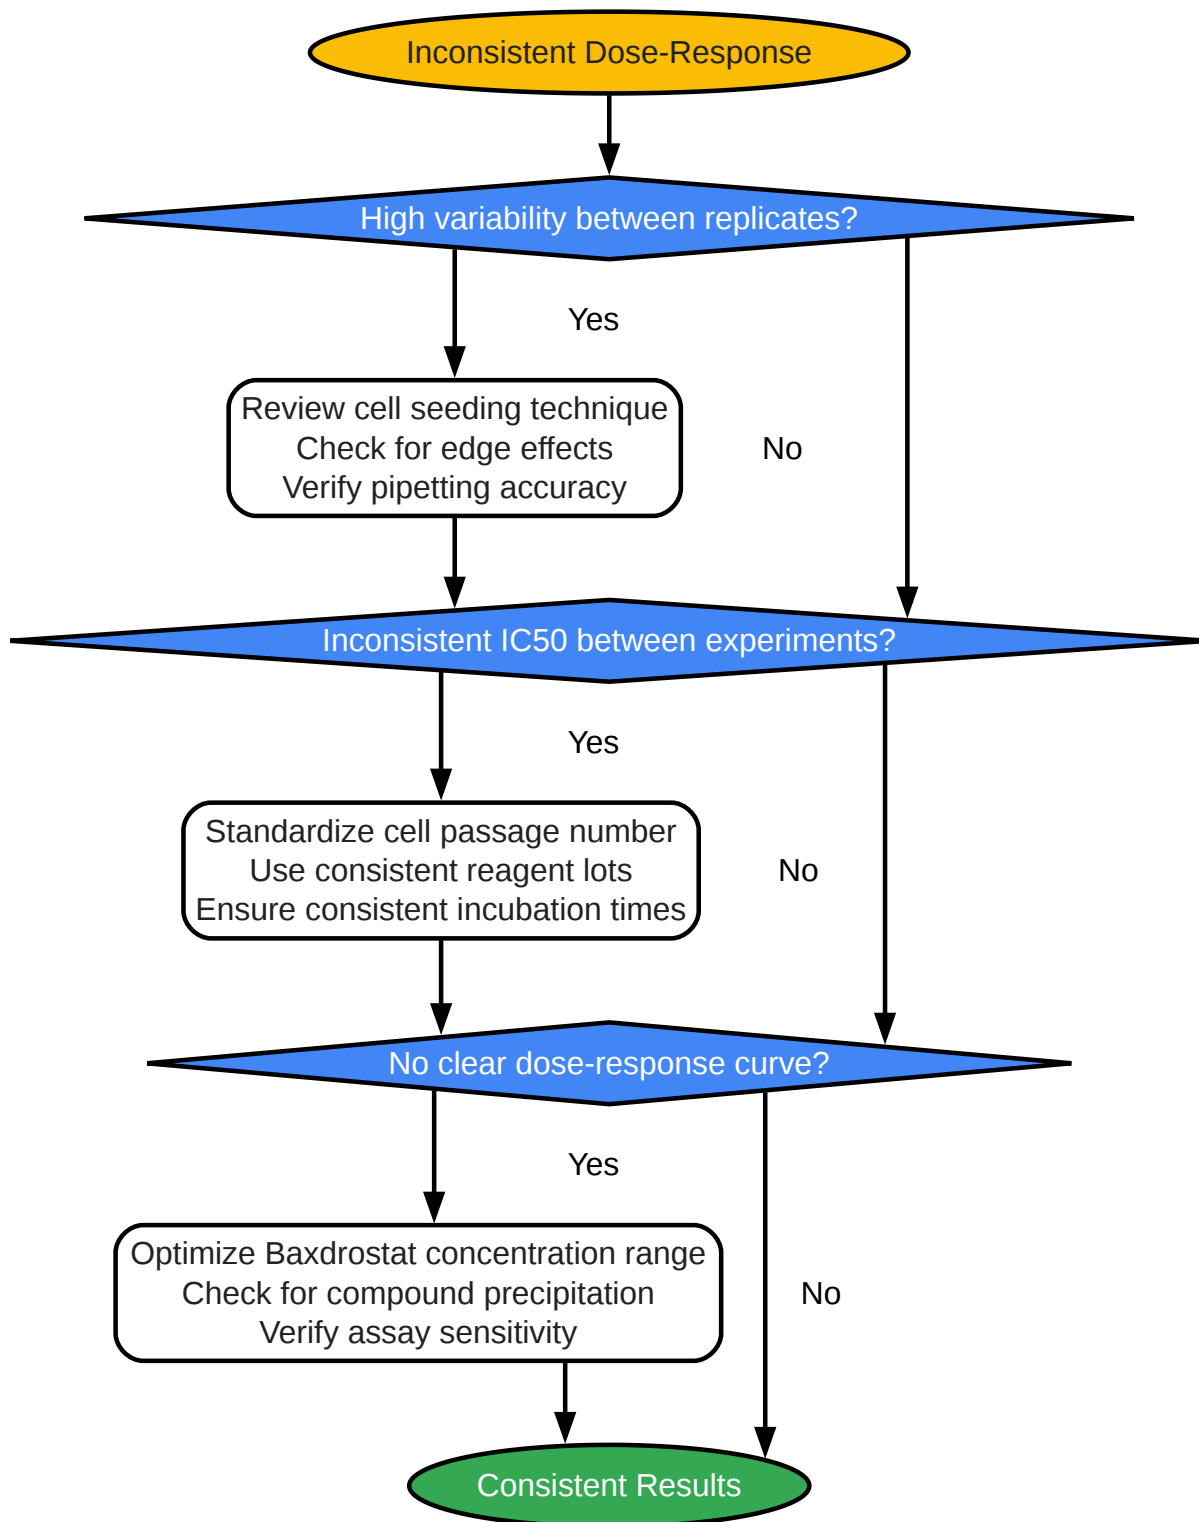 Inconsistent Dose-Response
High variability between replicates?
Yes
Review cell seeding technique
Check for edge effects
Verify pipetting accuracy
No
Inconsistent IC50 between experiments?
Yes
Standardize cell passage number
Use consistent reagent lots
Ensure consistent incubation times
No
No clear dose-response curve?
Yes
Optimize Baxdrostat concentration range
Check for compound precipitation
Verify assay sensitivity
No
Consistent Results